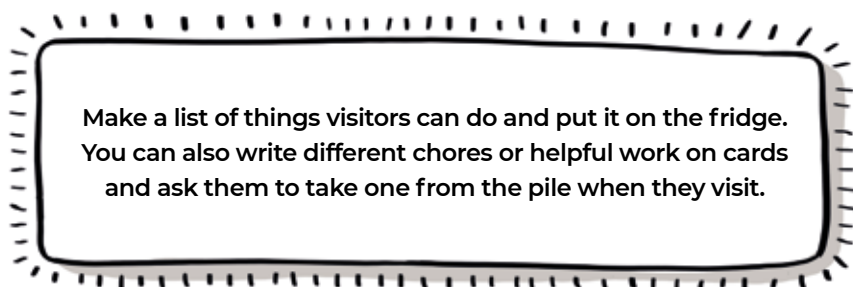 Make a list of things visitors can do and put it on the fridge.
You can also write different chores or helpful work on cards
and ask them to take one from the pile when they visit.